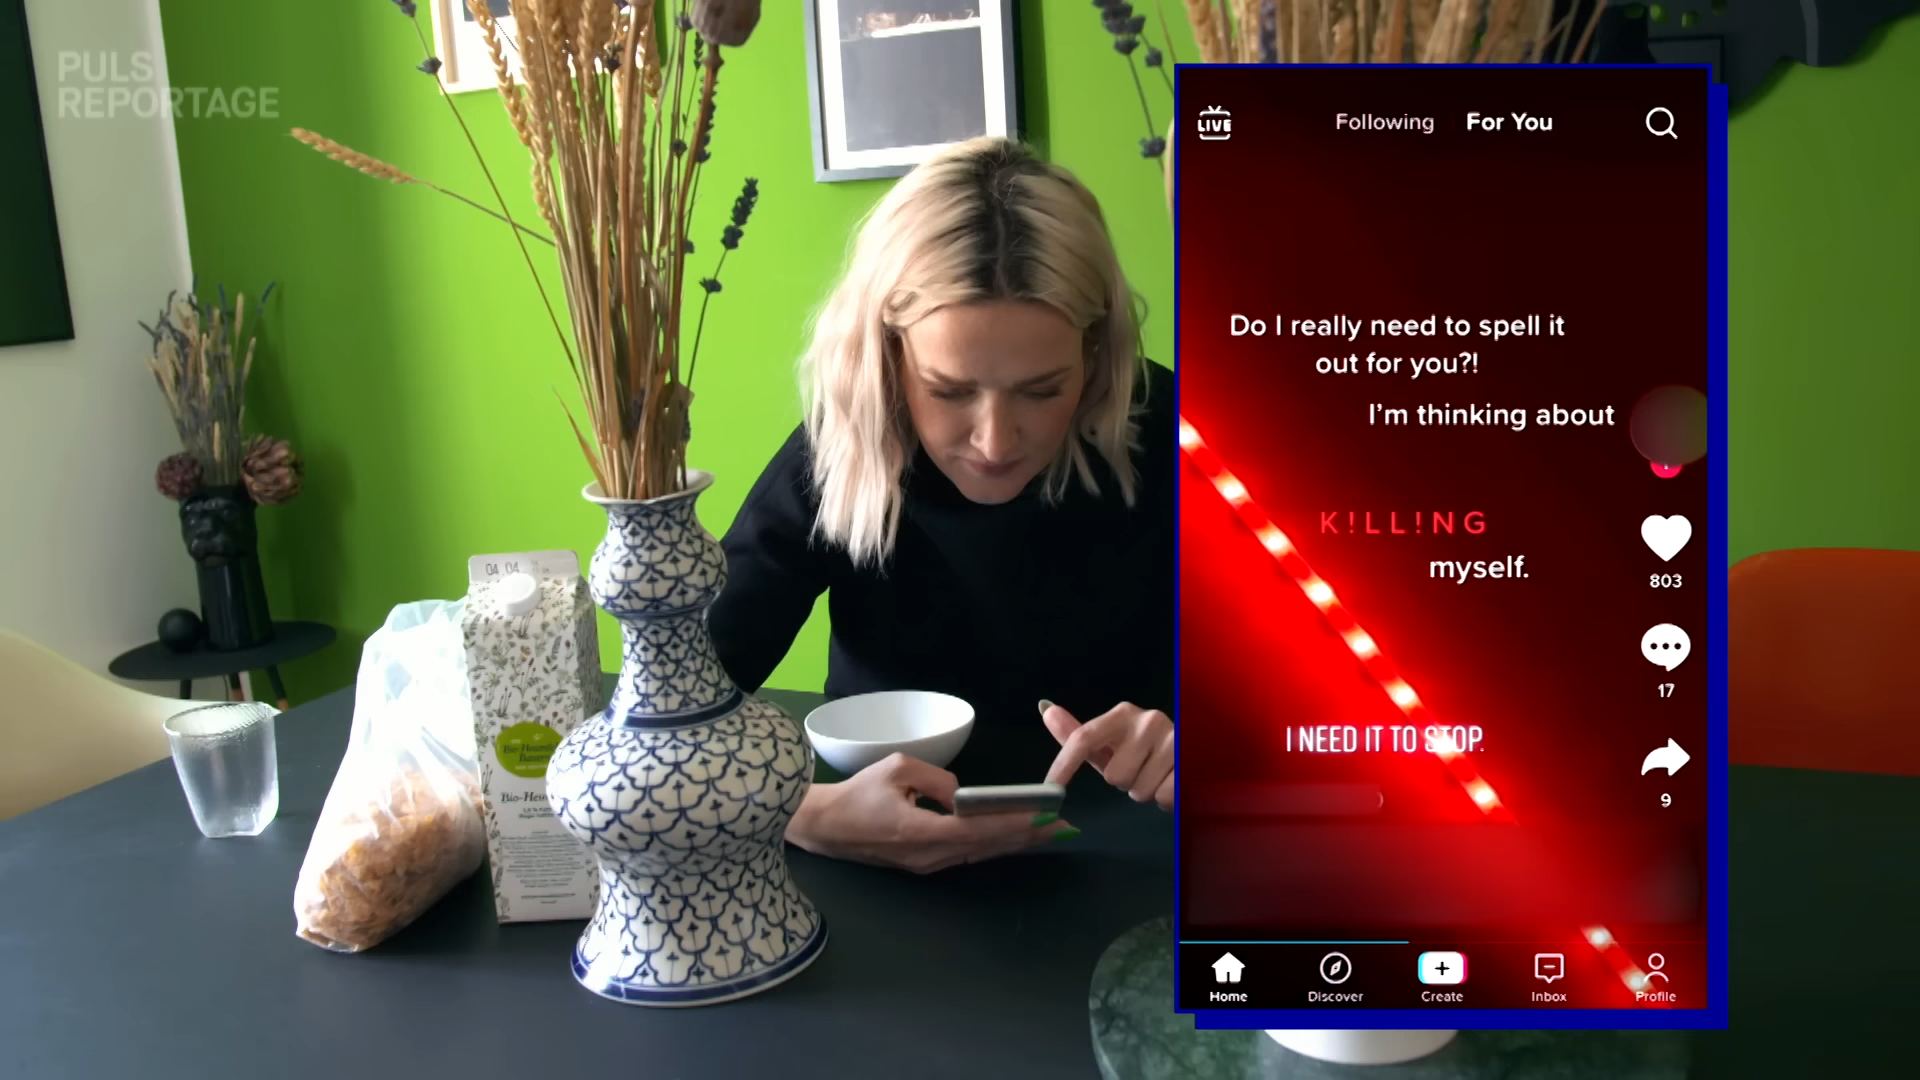 PULS
REPORTAGE
LIVE
Following
For You
Do I really need to spell it
out for you?!
I'm thinking about
K!LL!NG
myself.
I NEED IT TO STOP.
803
17
9
Home
Discover
Create
Inbox
Profile
04 04